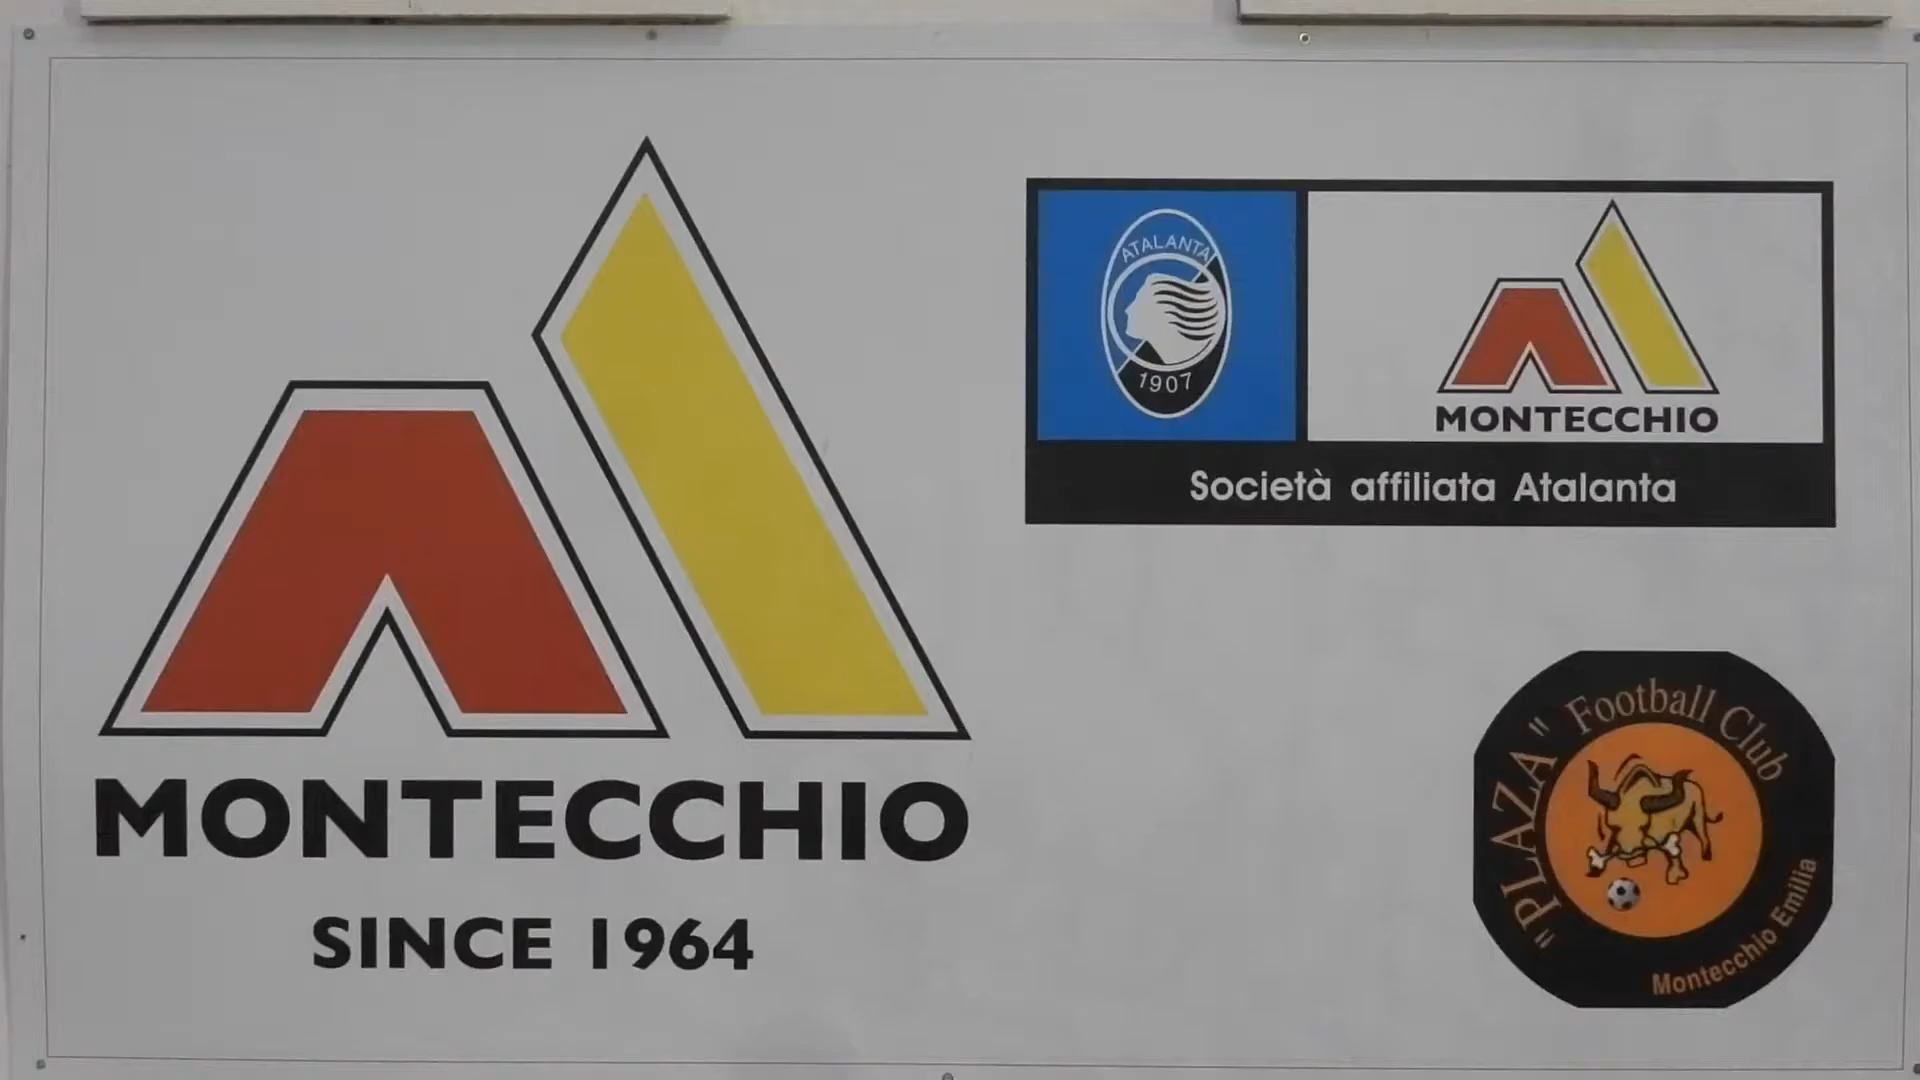 MONTECCHIO
SINCE 1964
ATALANTA
1907
MONTECCHIO
Società affiliata Atalanta
"PLAZA" Football Club
Montecchio Emilia